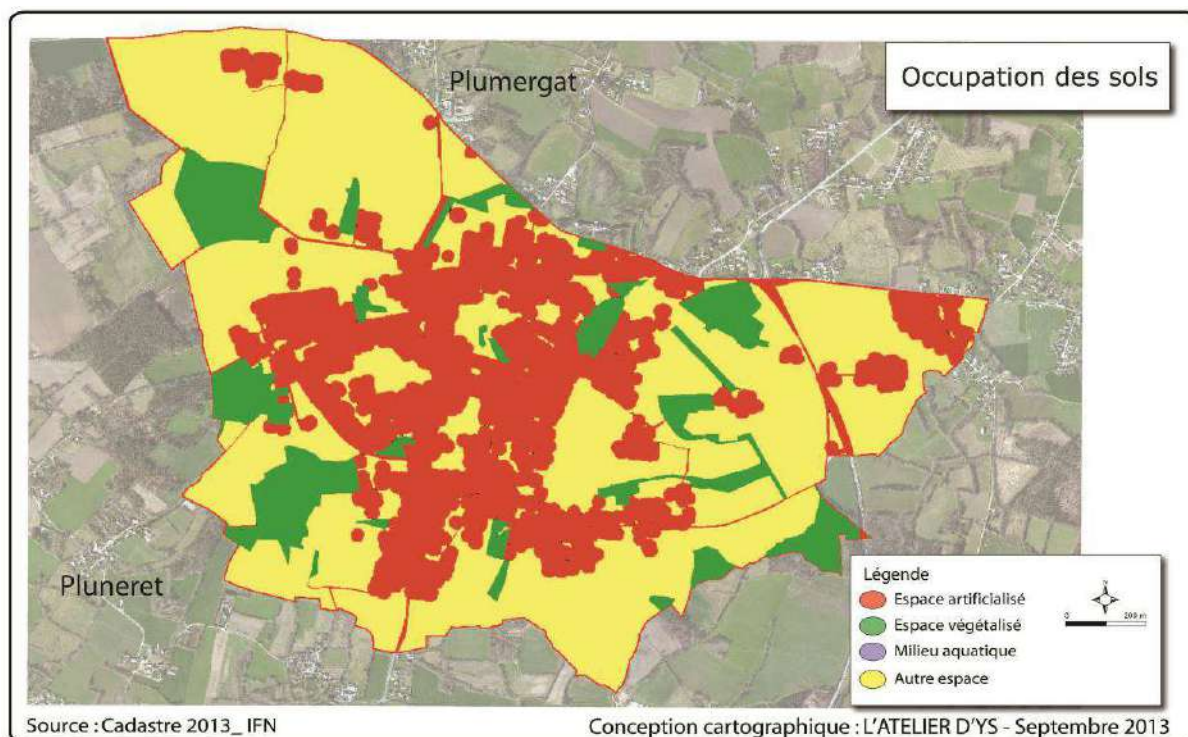 Occupation des sols
Plumergat
Pluneret
Légende
Espace artificialisé
Espace végétalisé
Milieu aquatique
Autre espace
N
0 200 m
Source : Cadastre 2013_ IFN
Conception cartographique : L'ATELIER D'YS - Septembre 2013